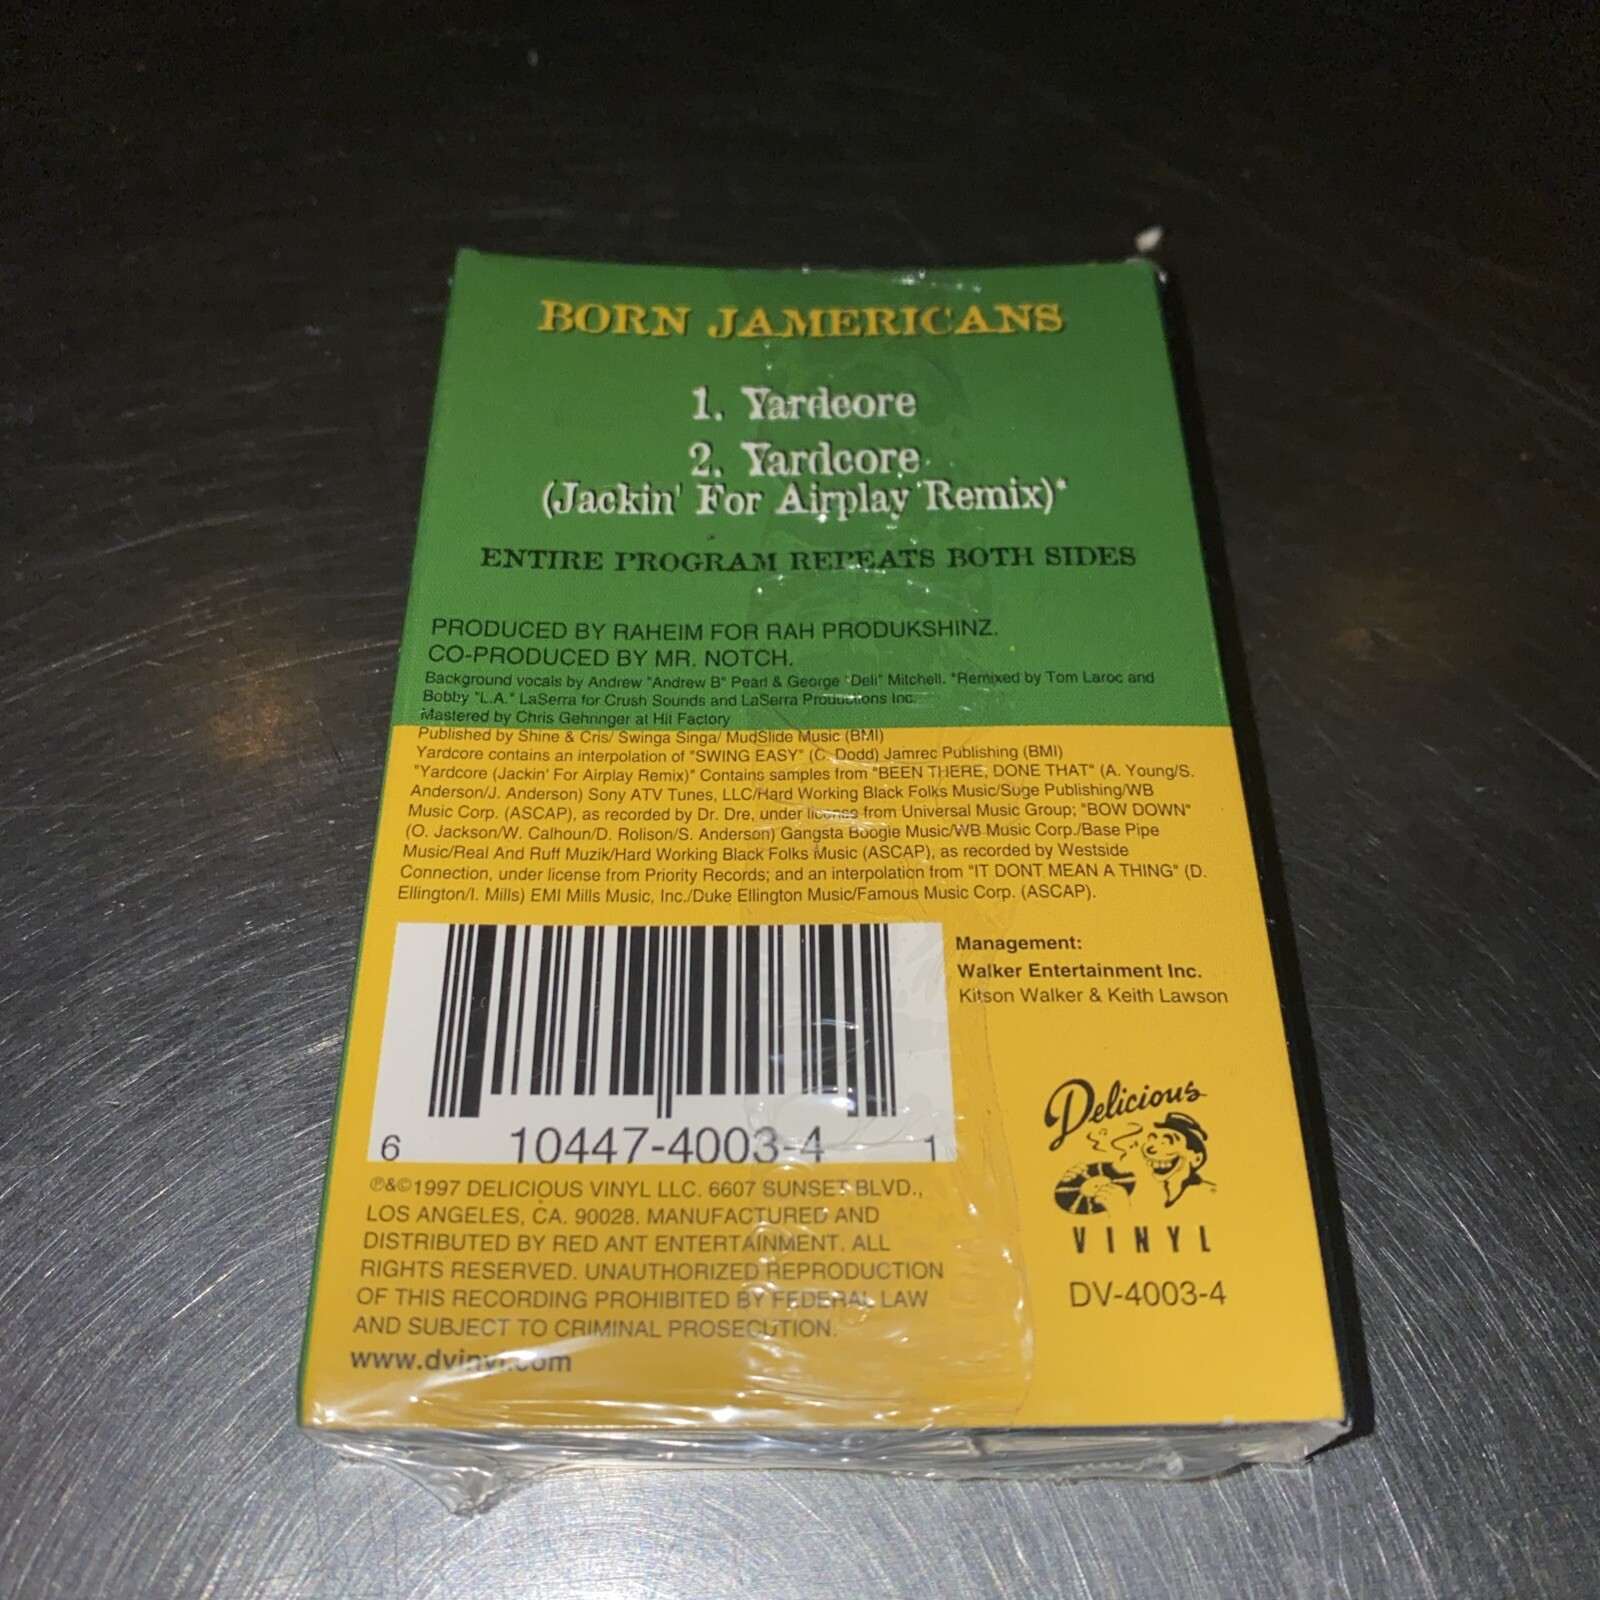 BORN JAMERICANS
1. Yardcore
2. Yardcore
(Jackin' For Airplay Remix)*
ENTIRE PROGRAM REPEATS BOTH SIDES
PRODUCED BY RAHEIM FOR RAH PRODUKSHINZ.
CO-PRODUCED BY MR. NOTCH.
Background vocals by Andrew "Andrew B" Pearl & George "Deli" Mitchell. *Remixed by Tom Laroc and
Bobby "L.A." LaSerra for Crush Sounds and LaSerra Productions Inc.
Mastered by Chris Gehringer at Hit Factory
Published by Shine & Cris/ Swinga Singa/ MudSlide Music (BMI)
Yardcore contains an interpolation of "SWING EASY" (C. Dodd) Jamrec Publishing (BMI)
"Yardcore (Jackin' For Airplay Remix)" Contains samples from "BEEN THERE, DONE THAT" (A. Young/S.
Anderson/J. Anderson) Sony ATV Tunes, LLC/Hard Working Black Folks Music/Suge Publishing/WB
Music Corp. (ASCAP), as recorded by Dr. Dre, under license from Universal Music Group; "BOW DOWN"
(O. Jackson/W. Calhoun/D. Rolison/S. Anderson) Gangsta Boogie Music/WB Music Corp./Base Pipe
Music/Real And Ruff Muzik/Hard Working Black Folks Music (ASCAP), as recorded by Westside
Connection, under license from Priority Records; and an interpolation from "IT DONT MEAN A THING" (D.
Ellington/I. Mills) EMI Mills Music, Inc./Duke Ellington Music/Famous Music Corp. (ASCAP).
Management:
Walker Entertainment Inc.
Kitson Walker & Keith Lawson
6 10447-4003-4 1
Delicious
VINYL
DV-4003-4
℗&©1997 DELICIOUS VINYL LLC. 6607 SUNSET BLVD.,
LOS ANGELES, CA. 90028. MANUFACTURED AND
DISTRIBUTED BY RED ANT ENTERTAINMENT. ALL
RIGHTS RESERVED. UNAUTHORIZED REPRODUCTION
OF THIS RECORDING PROHIBITED BY FEDERAL LAW
AND SUBJECT TO CRIMINAL PROSECUTION.
www.dvinyl.com